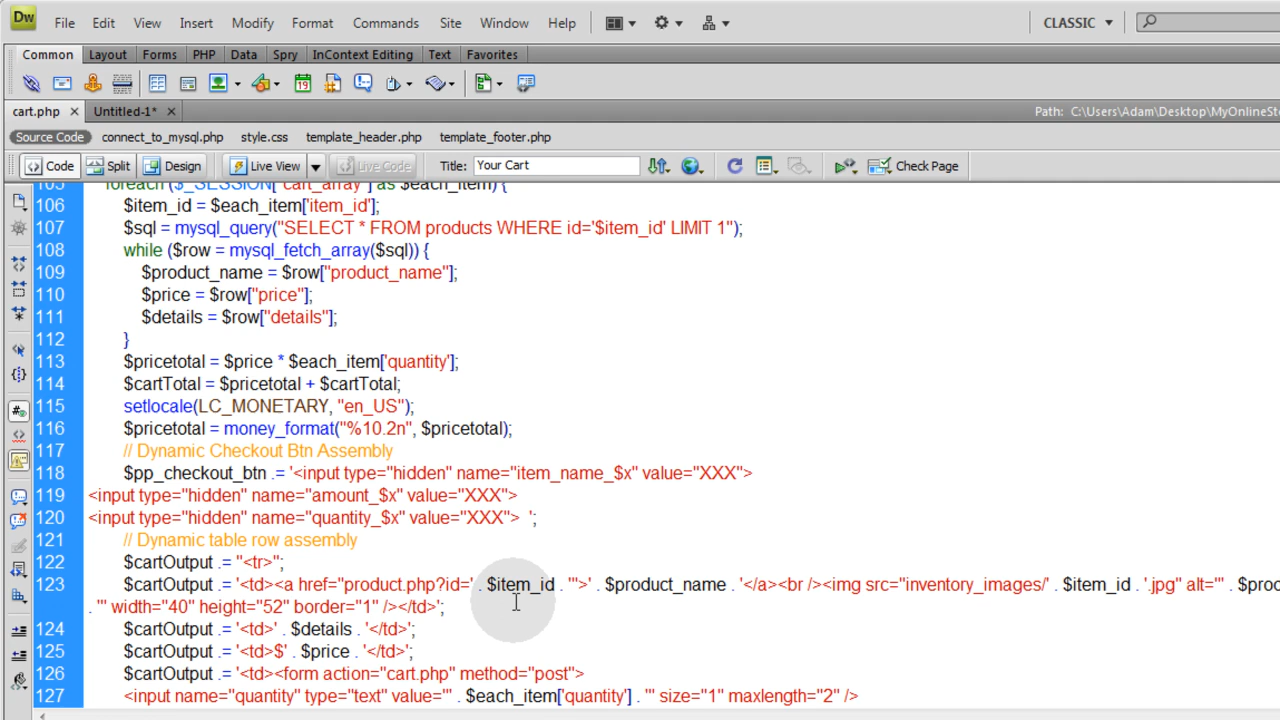 Dw File Edit View Insert Modify Format Commands Site Window Help CLASSIC
Common Layout Forms PHP Data Spry InContext Editing Text Favorites
19
cart.php × Untitled-1* × Path: C:\Users\Adam\Desktop\MyOnlineSto
Source Code connect_to_mysql.php style.css template_header.php template_footer.php
Code Split Design Live View Live Code Title: Your Cart Check Page
105 foreach ($_SESSION["cart_array"] as $each_item) {
106 $item_id = $each_item['item_id'];
107 $sql = mysql_query("SELECT * FROM products WHERE id='$item_id' LIMIT 1");
108 while ($row = mysql_fetch_array($sql)) {
109 $product_name = $row["product_name"];
110 $price = $row["price"];
111 $details = $row["details"];
112 }
113 $pricetotal = $price * $each_item['quantity'];
114 $cartTotal = $pricetotal + $cartTotal;
115 setlocale(LC_MONETARY, "en_US");
116 $pricetotal = money_format("%10.2n", $pricetotal);
117 // Dynamic Checkout Btn Assembly
118 $pp_checkout_btn .= '<input type="hidden" name="item_name_$x" value="XXX">
119 <input type="hidden" name="amount_$x" value="XXX">
120 <input type="hidden" name="quantity_$x" value="XXX">  ';
121 // Dynamic table row assembly
122 $cartOutput .= "<tr>";
123 $cartOutput .= '<td><a href="product.php?id=' . $item_id . '">' . $product_name . '</a><br /><img src="inventory_images/' . $item_id . '.jpg" alt="' . $prod
. '" width="40" height="52" border="1" /></td>';
124 $cartOutput .= '<td>' . $details . '</td>';
125 $cartOutput .= '<td>$' . $price . '</td>';
126 $cartOutput .= '<td><form action="cart.php" method="post">
127 <input name="quantity" type="text" value="' . $each_item['quantity'] . '" size="1" maxlength="2" />